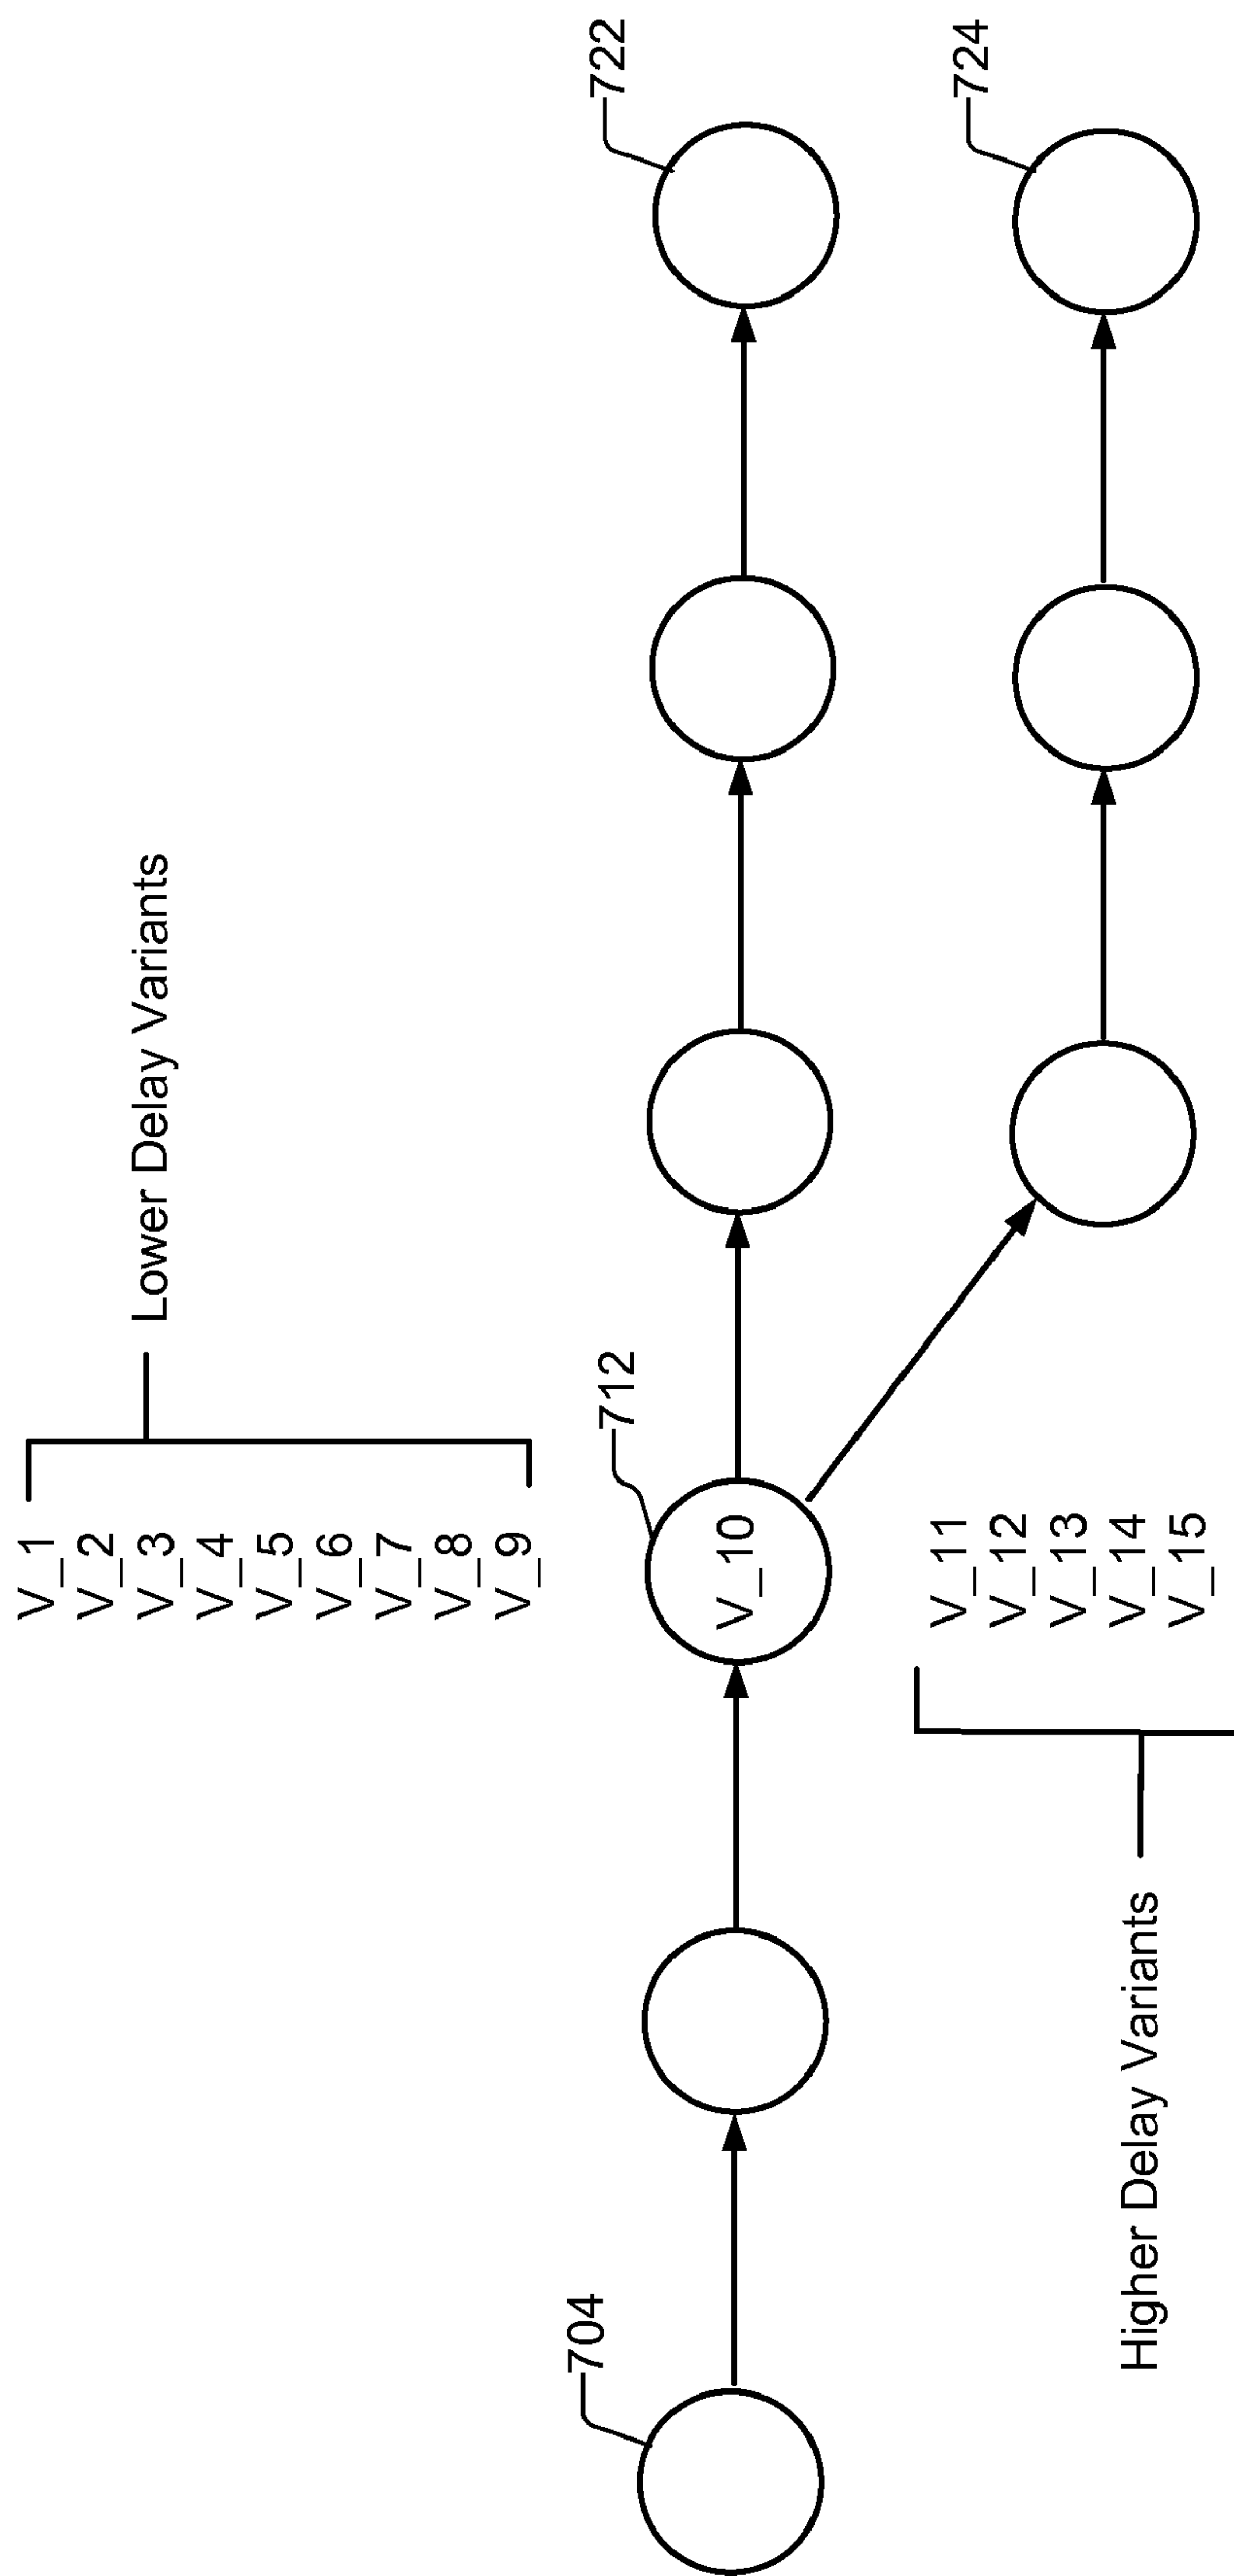 V_1
V_2
V_3
V_4
V_5
V_6
V_7
V_8
V_9
Lower Delay Variants
704
712
722
V_10
724
V_11
V_12
V_13
V_14
V_15
Higher Delay Variants